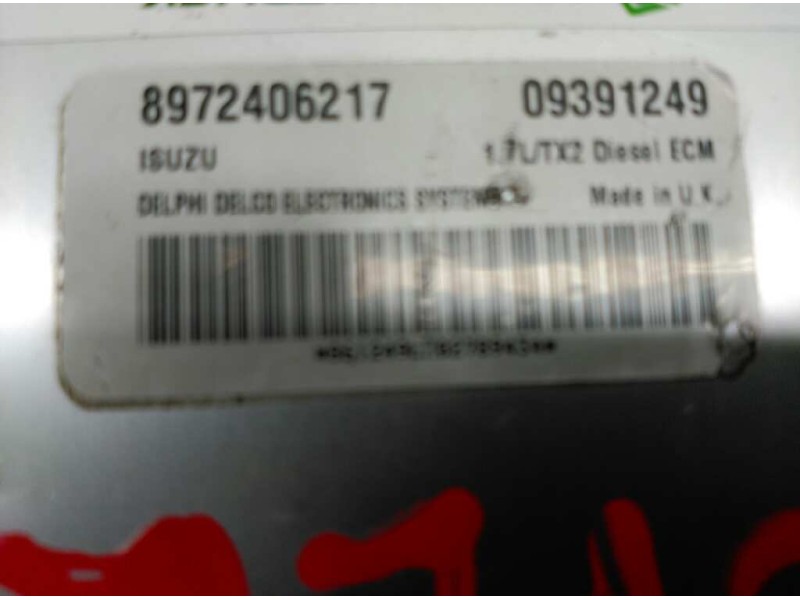 8972406217 09391249
ISUZU 1.7L/TX2 Diesel ECM
DELPHI DELCO ELECTRONICS SYSTEMS Made in U.K.